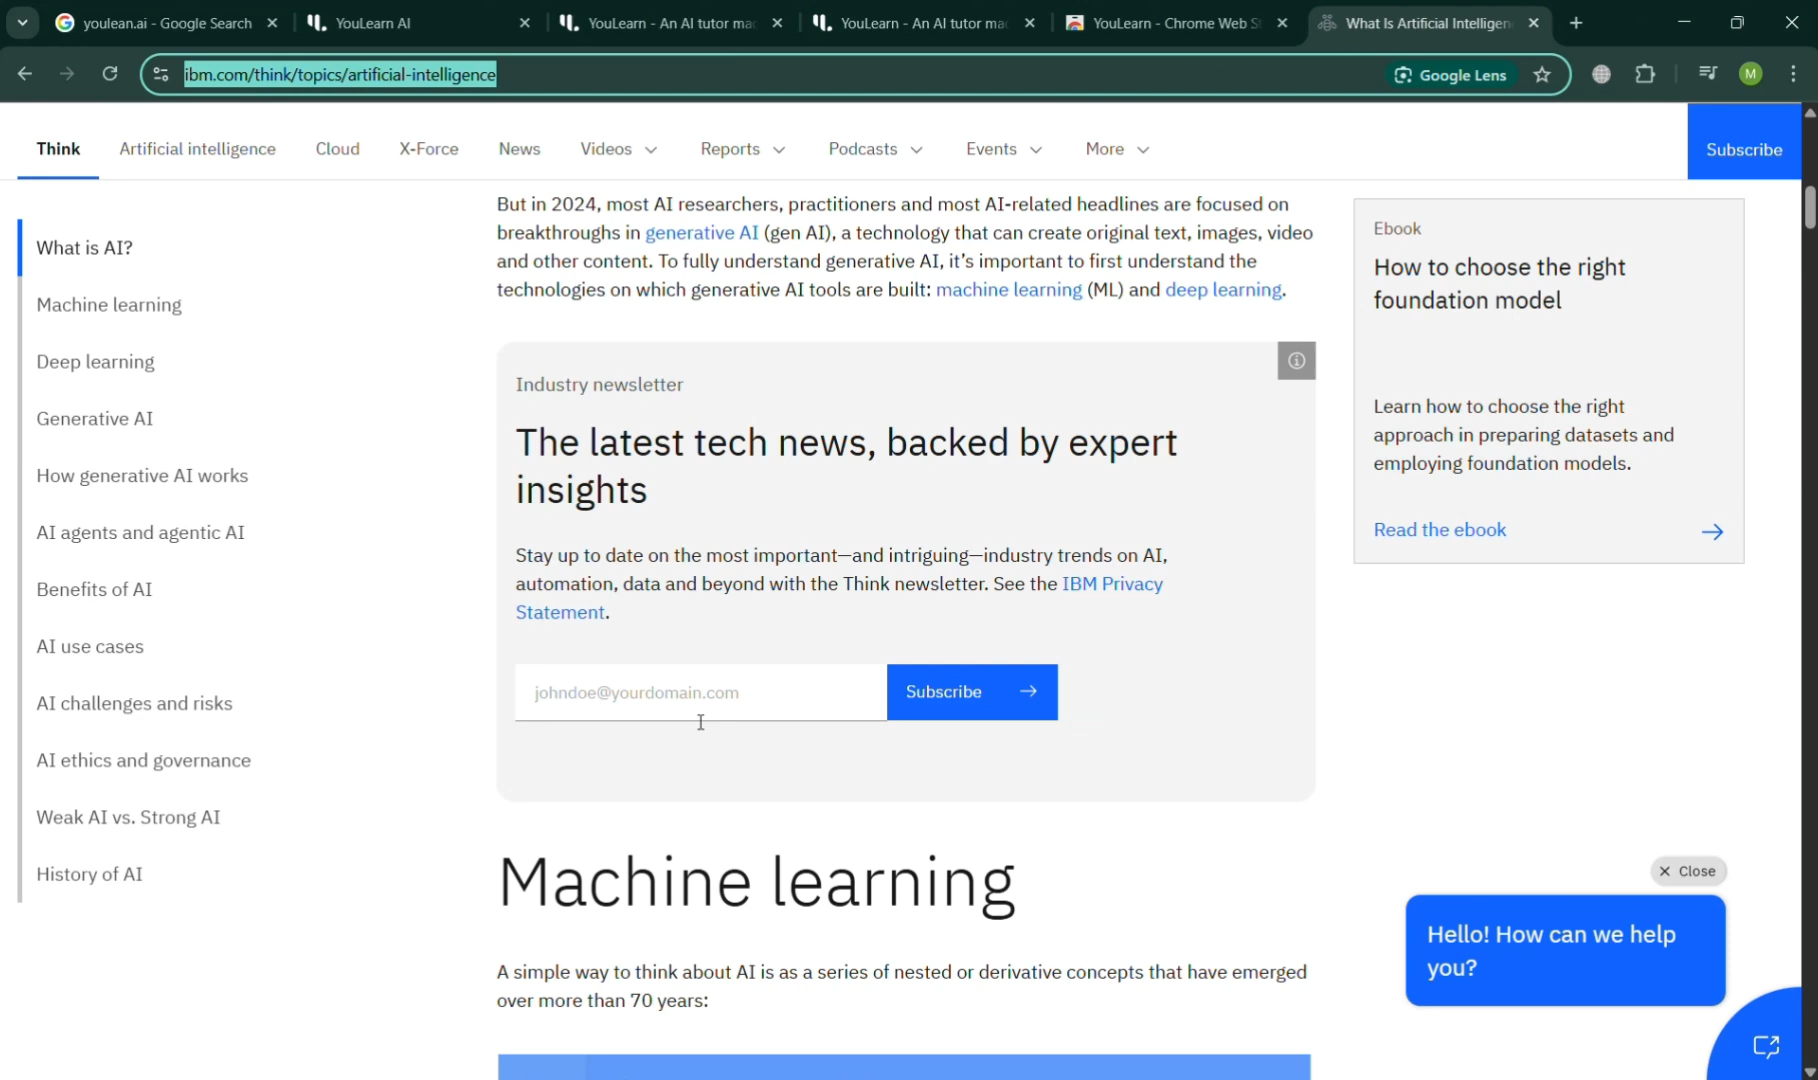 youlean.ai - Google Search
YouLearn AI
YouLearn - An AI tutor mac
YouLearn - An AI tutor mac
YouLearn - Chrome Web St
What Is Artificial Intelligen
ibm.com/think/topics/artificial-intelligence
Google Lens
M
Think
Artificial intelligence
Cloud
X-Force
News
Videos
Reports
Podcasts
Events
More
Subscribe
What is AI?
Machine learning
Deep learning
Generative AI
How generative AI works
AI agents and agentic AI
Benefits of AI
AI use cases
AI challenges and risks
AI ethics and governance
Weak AI vs. Strong AI
History of AI
But in 2024, most AI researchers, practitioners and most AI-related headlines are focused on
breakthroughs in generative AI (gen AI), a technology that can create original text, images, video
and other content. To fully understand generative AI, it’s important to first understand the
technologies on which generative AI tools are built: machine learning (ML) and deep learning.
Industry newsletter
The latest tech news, backed by expert
insights
Stay up to date on the most important—and intriguing—industry trends on AI,
automation, data and beyond with the Think newsletter. See the IBM Privacy
Statement.
johndoe@yourdomain.com
Subscribe
Machine learning
A simple way to think about AI is as a series of nested or derivative concepts that have emerged
over more than 70 years:
Ebook
How to choose the right
foundation model
Learn how to choose the right
approach in preparing datasets and
employing foundation models.
Read the ebook
Close
Hello! How can we help
you?